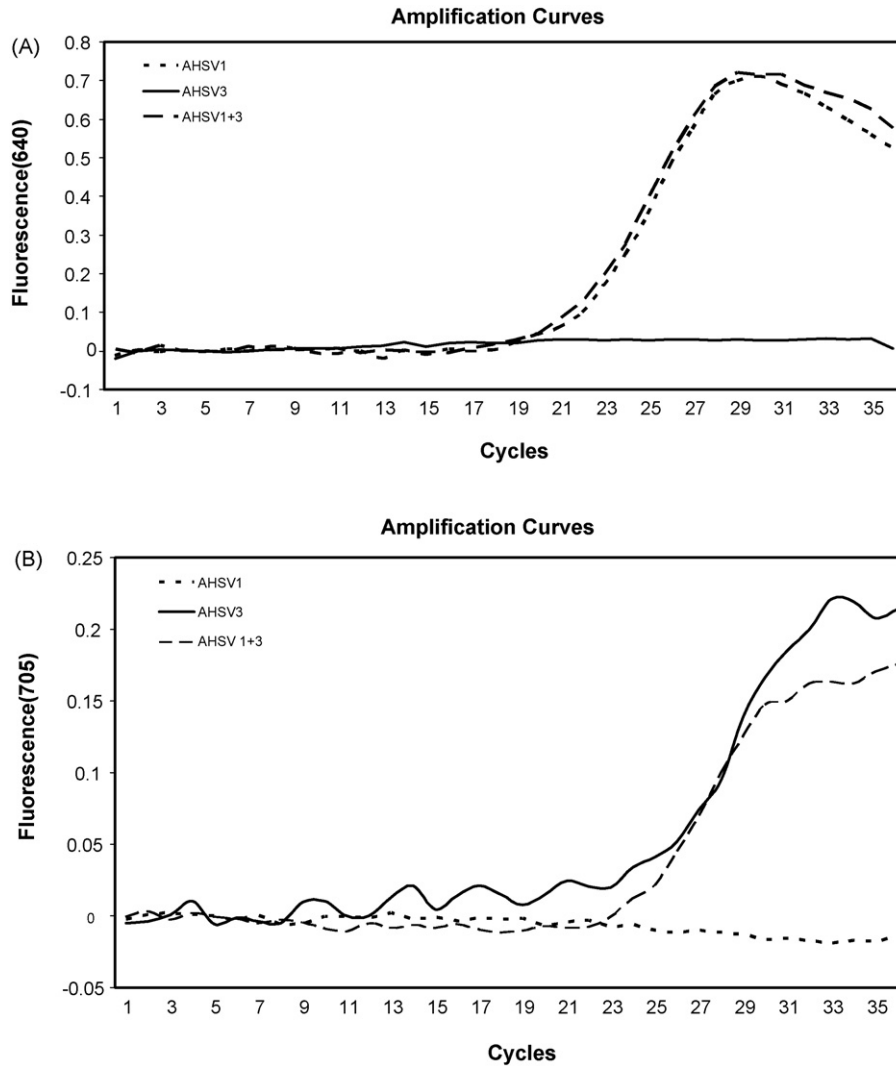 Amplification Curves
(A)
AHSV1
AHSV3
AHSV1+3
0.8
0.7
0.6
0.5
0.4
0.3
0.2
0.1
0
-0.1
Fluorescence(640)
1 3 5 7 9 11 13 15 17 19 21 23 25 27 29 31 33 35
Cycles
Amplification Curves
(B)
AHSV1
AHSV3
AHSV 1+3
0.25
0.2
0.15
0.1
0.05
0
-0.05
Fluorescence(705)
1 3 5 7 9 11 13 15 17 19 21 23 25 27 29 31 33 35
Cycles